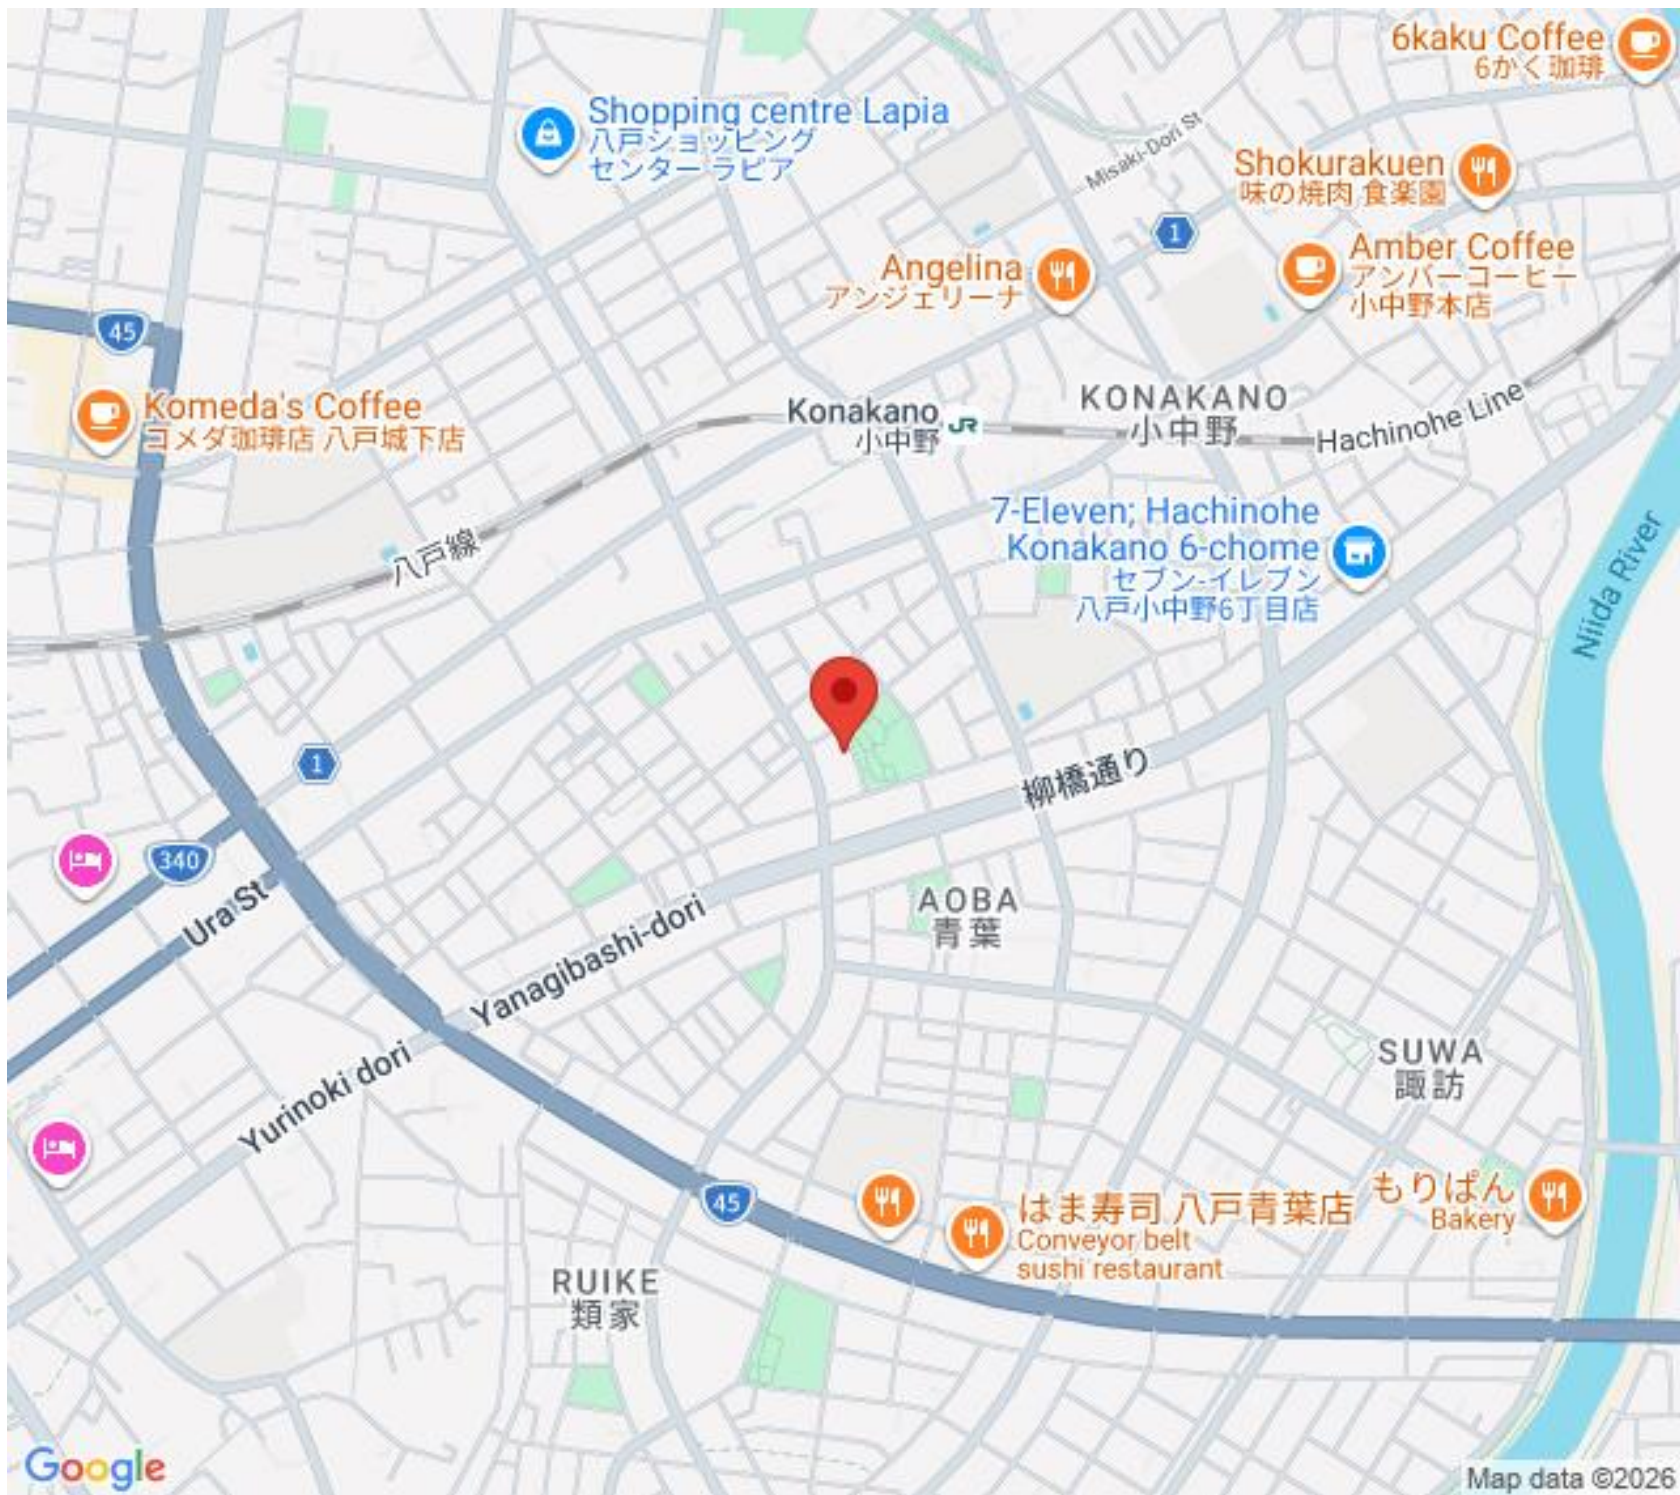 6kaku Coffee
6かく珈琲
Shopping centre Lapia
八戸ショッピング
センター ラピア
Misaki-Dori St
Shokurakuen
味の焼肉 食楽園
1
Amber Coffee
アンバーコーヒー
小中野本店
Angelina
アンジェリーナ
45
Komeda's Coffee
コメダ珈琲店 八戸城下店
Konakano
小中野
JR
KONAKANO
小中野
Hachinohe Line
7-Eleven; Hachinohe
Konakano 6-chome
セブン-イレブン
八戸小中野6丁目店
八戸線
Niida River
1
柳橋通り
340
Ura St
AOBA
青葉
Yanagibashi-dori
Yurinoki dori
SUWA
諏訪
45
はま寿司 八戸青葉店
Conveyor belt
sushi restaurant
もりぱん
Bakery
RUIKE
類家
Google
Map data ©2026